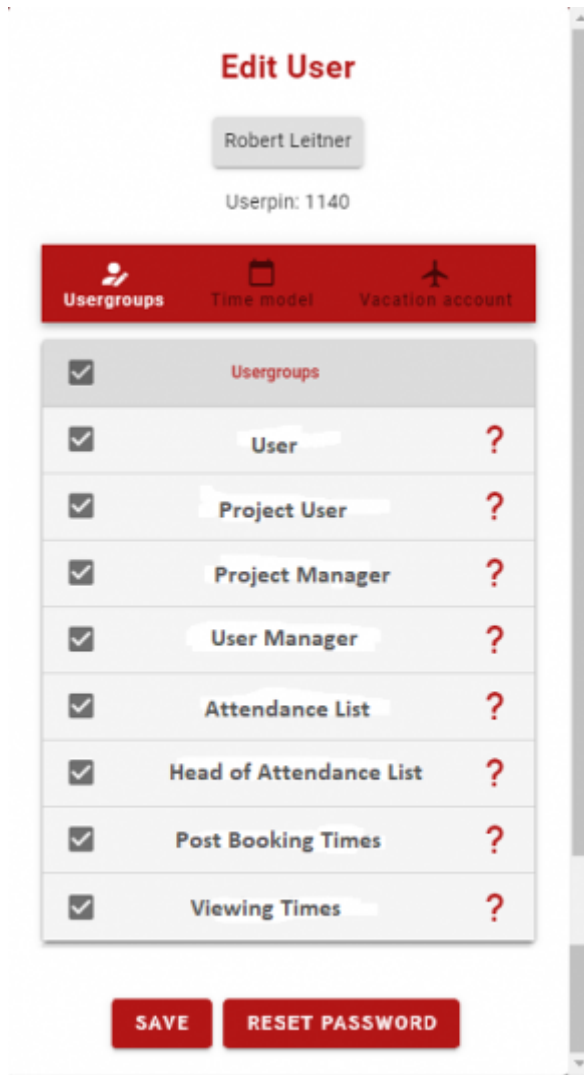 Edit User
Robert Leitner
Userpin: 1140
Usergroups Time model Vacation account
Usergroups
User ?
Project User ?
Project Manager ?
User Manager ?
Attendance List ?
Head of Attendance List ?
Post Booking Times ?
Viewing Times ?
SAVE RESET PASSWORD